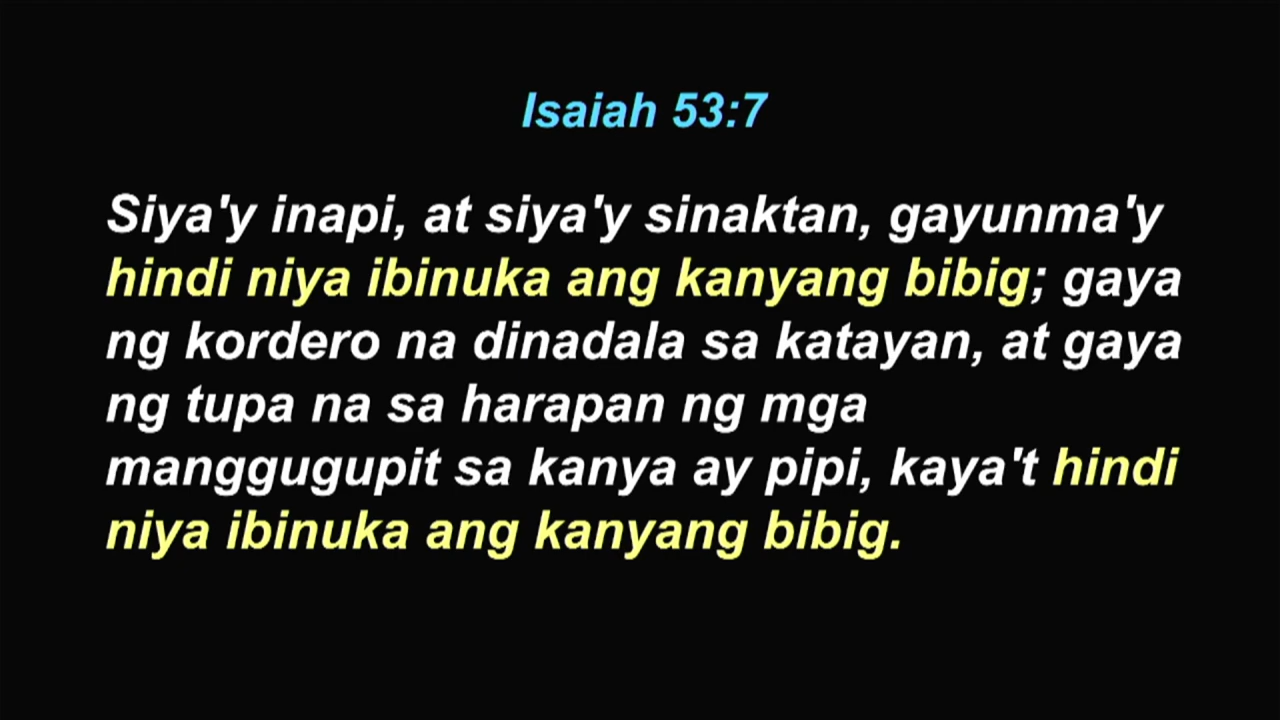 Isaiah 53:7
Siya'y inapi, at siya'y sinaktan, gayunma'y
hindi niya ibinuka ang kanyang bibig; gaya
ng kordero na dinadala sa katayan, at gaya
ng tupa na sa harapan ng mga
manggugupit sa kanya ay pipi, kaya't hindi
niya ibinuka ang kanyang bibig.